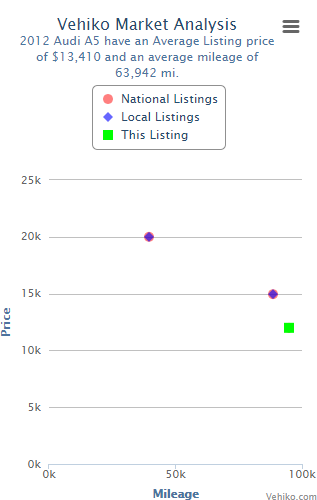 Vehiko Market Analysis
2012 Audi A5 have an Average Listing price
of $13,410 and an average mileage of
63,942 mi.
National Listings
Local Listings
This Listing
25k
20k
15k
10k
5k
0k
Price
0k 50k 100k
Mileage
Vehiko.com